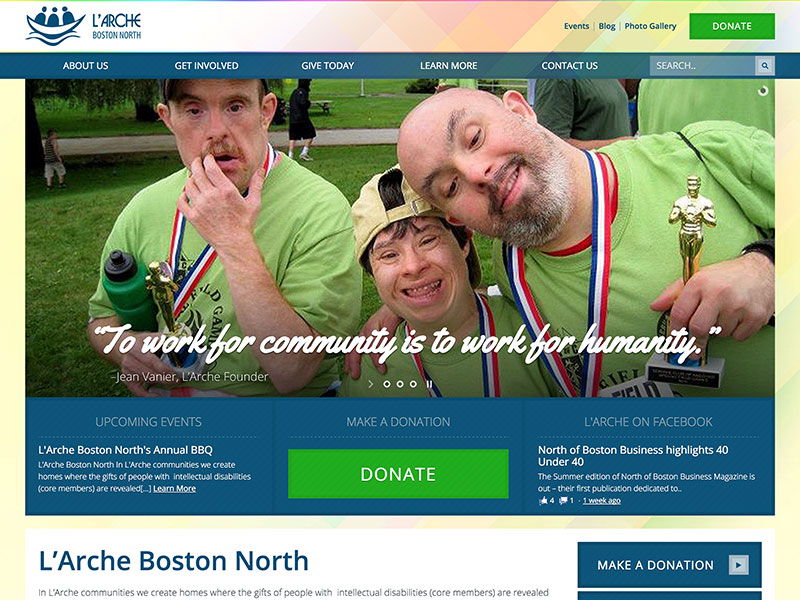 L'ARCHE
BOSTON NORTH
Events | Blog | Photo Gallery
DONATE
ABOUT US
GET INVOLVED
GIVE TODAY
LEARN MORE
CONTACT US
SEARCH..
“To work for community is to work for humanity.”
–Jean Vanier, L'Arche Founder
UPCOMING EVENTS
L'Arche Boston North's Annual BBQ
L'Arche Boston North In L'Arche communities we create
homes where the gifts of people with intellectual disabilities
(core members) are revealed[...] Learn More
MAKE A DONATION
DONATE
L'ARCHE ON FACEBOOK
North of Boston Business highlights 40
Under 40
The Summer edition of North of Boston Business Magazine is
out – their first publication dedicated to..
4 1 · 1 week ago
L'Arche Boston North
In L'Arche communities we create homes where the gifts of people with intellectual disabilities (core members) are revealed
MAKE A DONATION